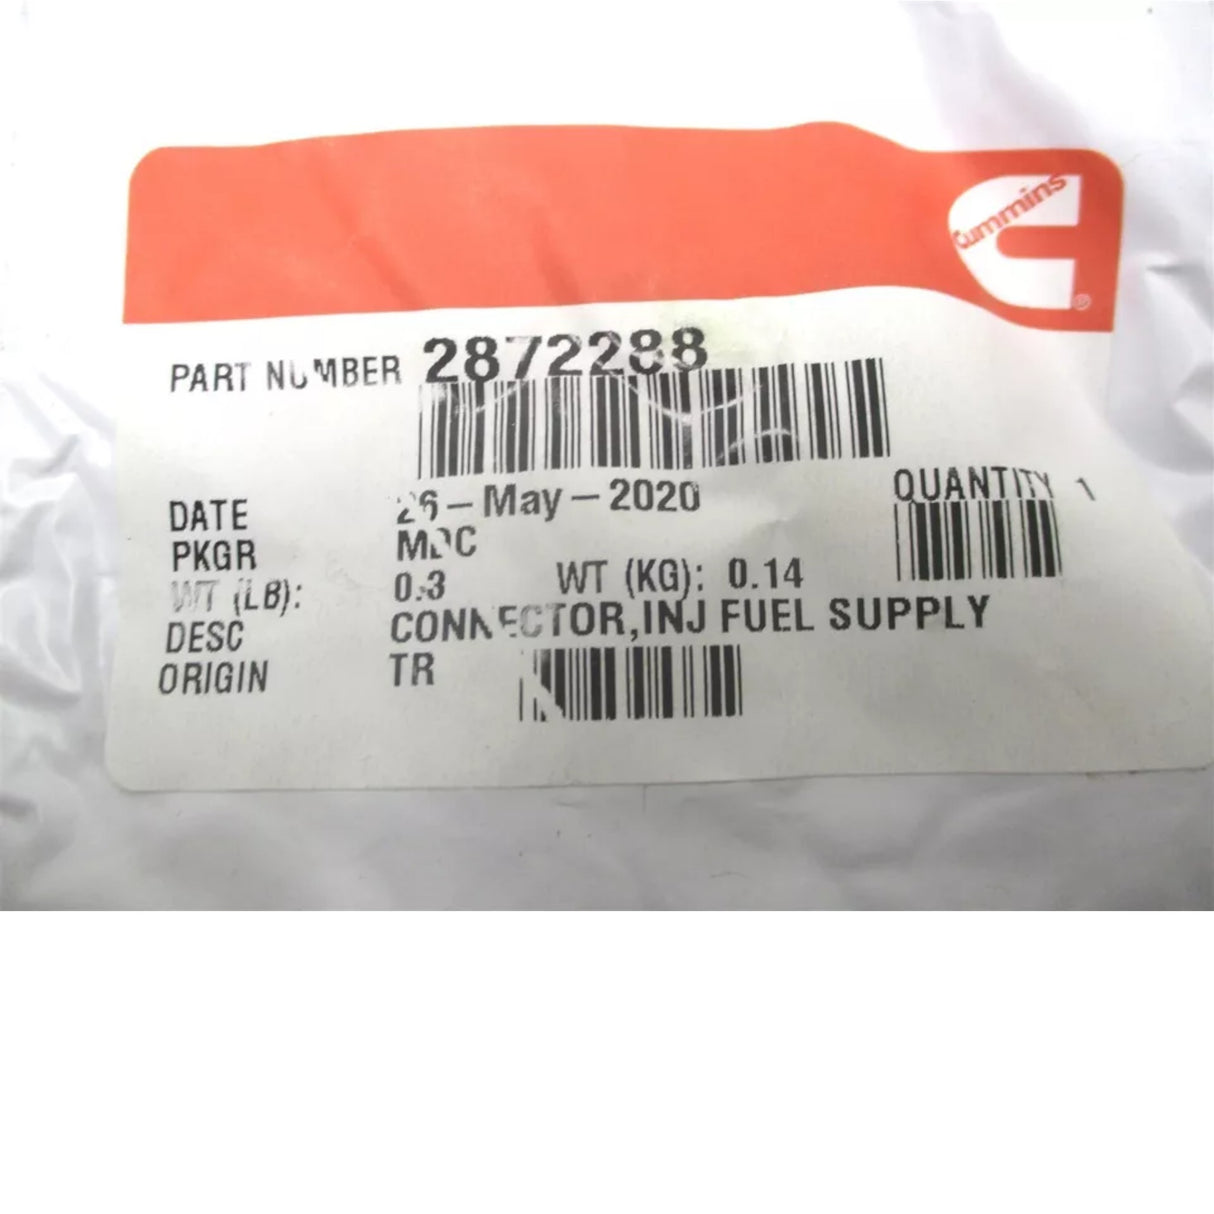 Cummins
®
PART NUMBER 2872288
QUANTITY 1
DATE 26-May-2020
PKGR
WT (LB): 0.3 WT (KG): 0.14
DESC CONNECTOR,INJ FUEL SUPPLY
ORIGIN TR